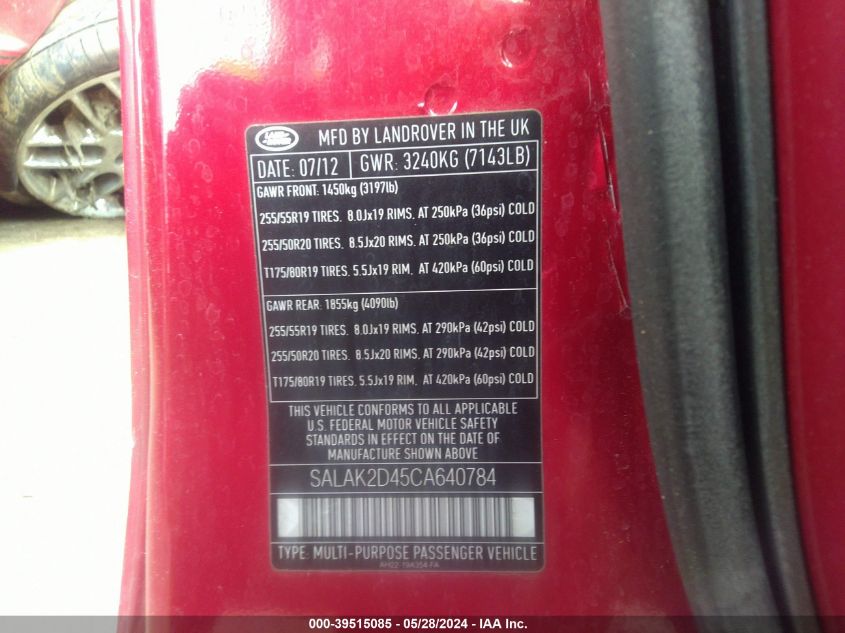 LAND ROVER
MFD BY LANDROVER IN THE UK
DATE: 07/12 GWR: 3240KG (7143LB)
GAWR FRONT: 1450kg (3197lb)
255/55R19 TIRES. 8.0Jx19 RIMS. AT 250kPa (36psi) COLD
255/50R20 TIRES. 8.5Jx20 RIMS. AT 250kPa (36psi) COLD
T175/80R19 TIRES. 5.5Jx19 RIM. AT 420kPa (60psi) COLD
GAWR REAR: 1855kg (4090lb)
255/55R19 TIRES. 8.0Jx19 RIMS. AT 290kPa (42psi) COLD
255/50R20 TIRES. 8.5Jx20 RIMS. AT 290kPa (42psi) COLD
T175/80R19 TIRES. 5.5Jx19 RIM. AT 420kPa (60psi) COLD
THIS VEHICLE CONFORMS TO ALL APPLICABLE
U.S. FEDERAL MOTOR VEHICLE SAFETY
STANDARDS IN EFFECT ON THE DATE OF
MANUFACTURE SHOWN ABOVE
SALAK2D45CA640784
TYPE: MULTI-PURPOSE PASSENGER VEHICLE
AH22-19A354-FA
000-39515085 - 05/28/2024 - IAA Inc.